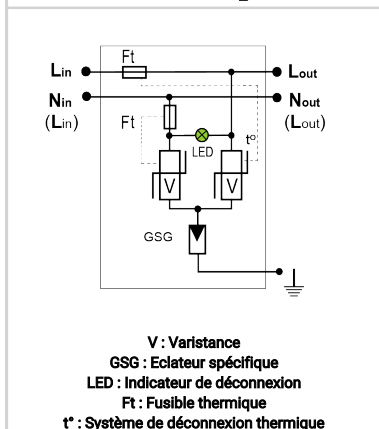 Ft
Lin Lout
Nin Nout
(Lin) Ft (Lout)
LED t°
V V
GSG
V : Varistance
GSG : Eclateur spécifique
LED : Indicateur de déconnexion
Ft : Fusible thermique
t° : Système de déconnexion thermique